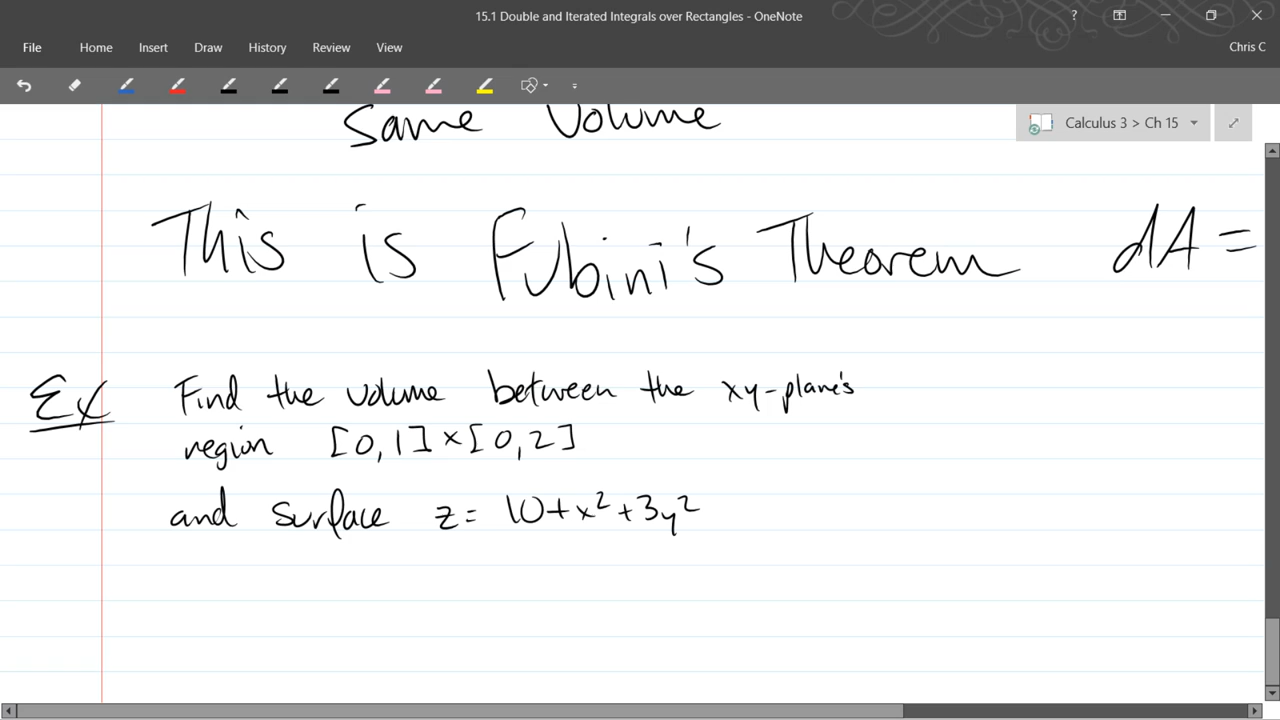 15.1 Double and Iterated Integrals over Rectangles - OneNote
?
File Home Insert Draw History Review View
Chris C
Calculus 3 > Ch 15
Same Volume
This is Fubini's Theorem dA =
Ex Find the volume between the xy-plane's
region [0,1]×[0,2]
and surface z= 10+x²+3y²